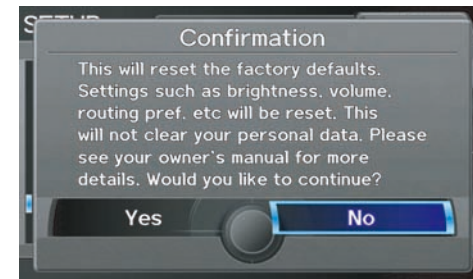 SETUP
Confirmation
This will reset the factory defaults.
Settings such as brightness, volume,
routing pref. etc will be reset. This
will not clear your personal data. Please
see your owner's manual for more
details. Would you like to continue?
Yes
No